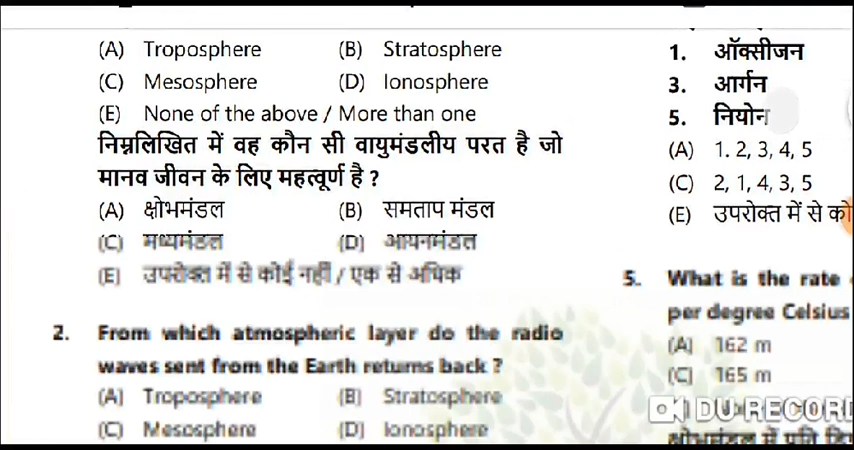 (A) Troposphere (B) Stratosphere
(C) Mesosphere (D) Ionosphere
(E) None of the above / More than one
निम्नलिखित में वह कौन सी वायुमंडलीय परत है जो
मानव जीवन के लिए महत्वूर्ण है ?
(A) क्षोभमंडल (B) समताप मंडल
(C) मध्यमंडल (D) आयनमंडल
(E) उपरोक्त में से कोई नहीं / एक से अधिक
2. From which atmospheric layer do the radio
waves sent from the Earth returns back ?
(A) Troposphere (B) Stratosphere
(C) Mesosphere (D) Ionosphere
1. ऑक्सीजन
3. आर्गन
5. नियोन
(A) 1. 2, 3, 4, 5
(C) 2, 1, 4, 3, 5
(E) उपरोक्त में से को
5. What is the rate
per degree Celsius
(A) 162 m
(C) 165 m
DU RECORD
क्षोभमंडल में प्रति